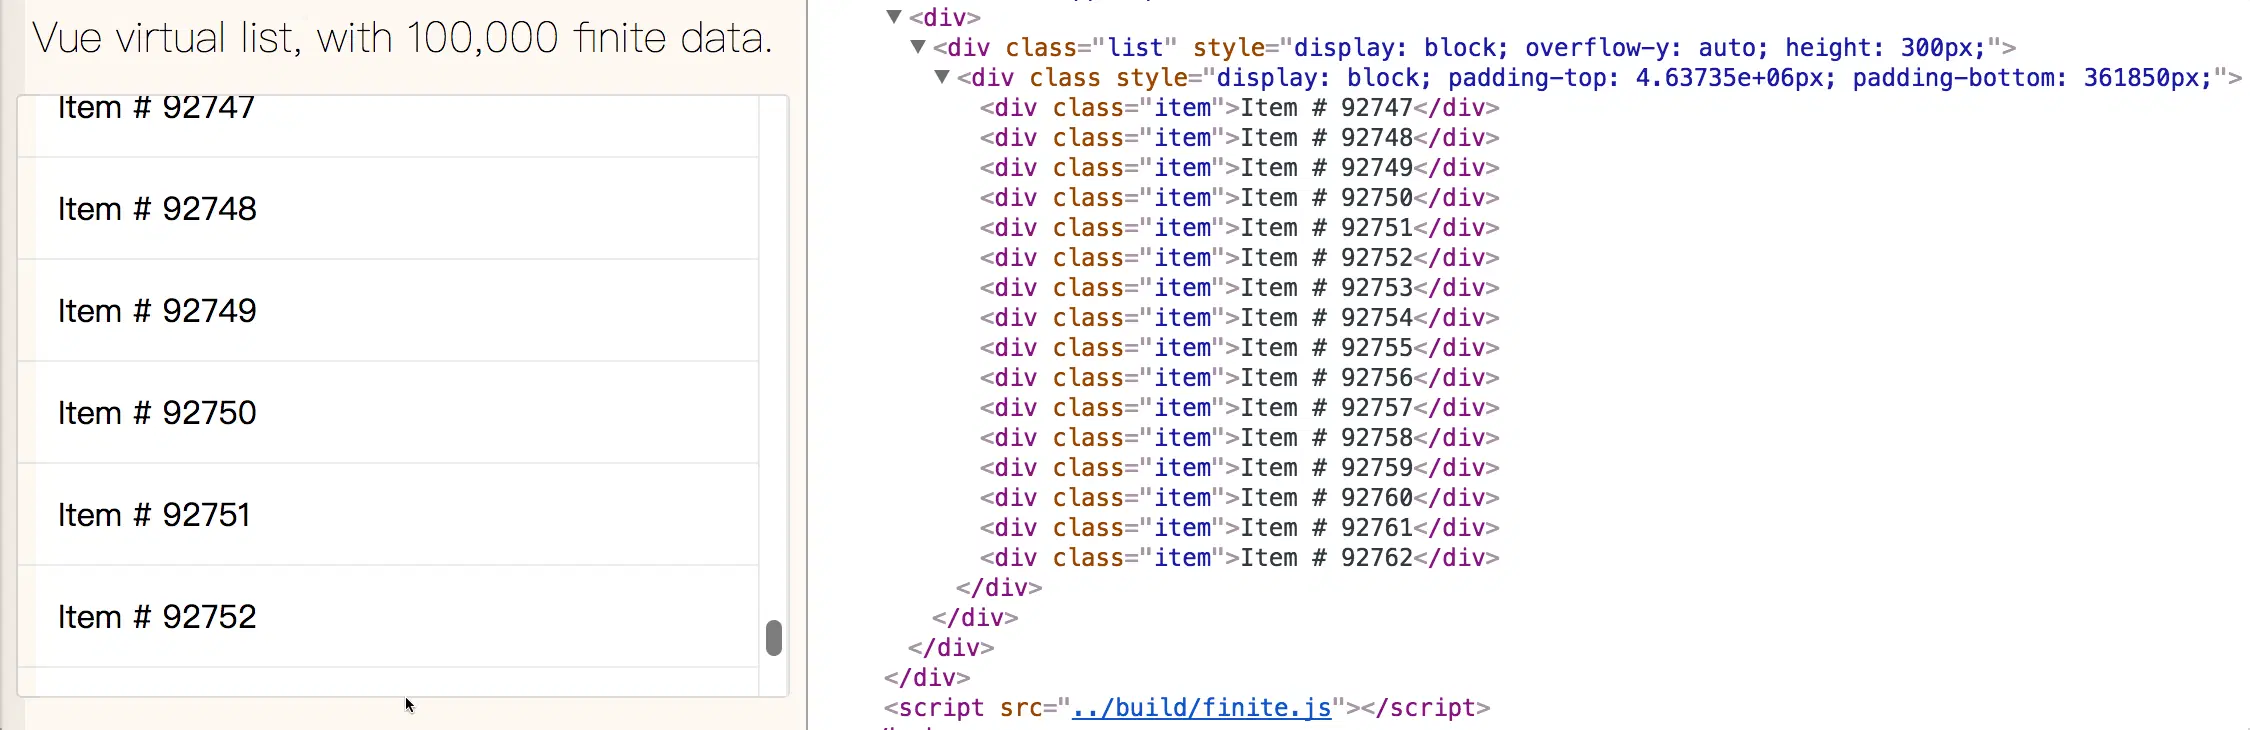 Vue virtual list, with 100,000 finite data.
Item # 92747
Item # 92748
Item # 92749
Item # 92750
Item # 92751
Item # 92752
▼<div>
▼<div class="list" style="display: block; overflow-y: auto; height: 300px;">
▼<div class style="display: block; padding-top: 4.63735e+06px; padding-bottom: 361850px;">
<div class="item">Item # 92747</div>
<div class="item">Item # 92748</div>
<div class="item">Item # 92749</div>
<div class="item">Item # 92750</div>
<div class="item">Item # 92751</div>
<div class="item">Item # 92752</div>
<div class="item">Item # 92753</div>
<div class="item">Item # 92754</div>
<div class="item">Item # 92755</div>
<div class="item">Item # 92756</div>
<div class="item">Item # 92757</div>
<div class="item">Item # 92758</div>
<div class="item">Item # 92759</div>
<div class="item">Item # 92760</div>
<div class="item">Item # 92761</div>
<div class="item">Item # 92762</div>
</div>
</div>
</div>
</div>
<script src="../build/finite.js"></script>